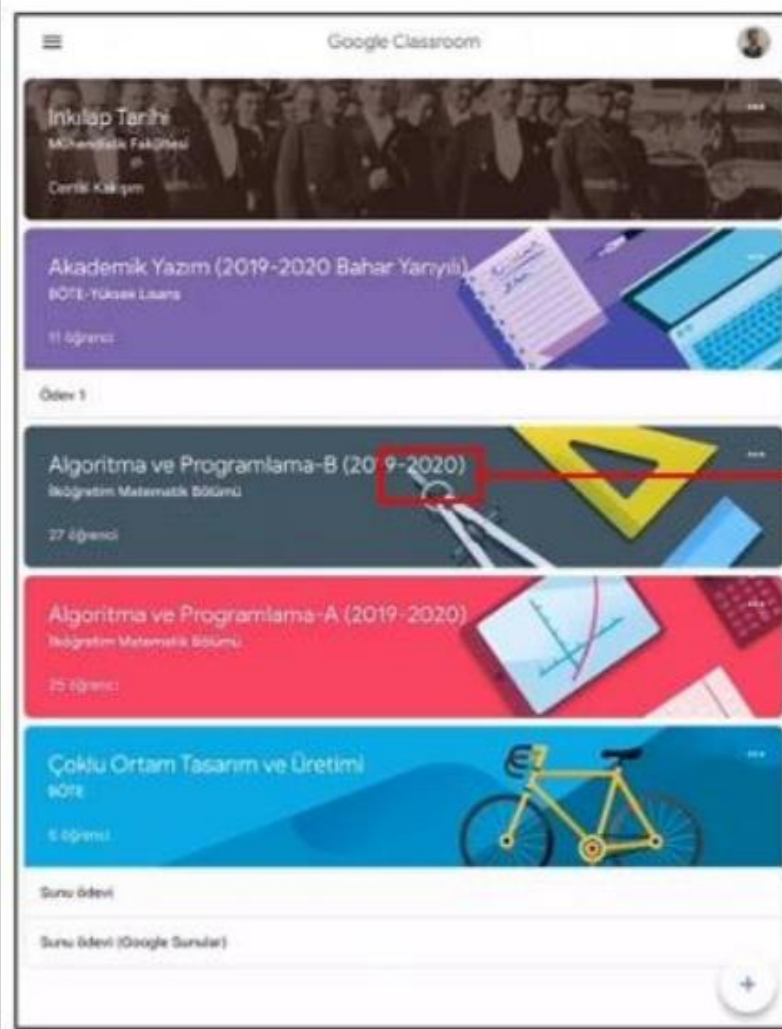 Google Classroom
İnkılap Tarihi
Mühendislik Fakültesi
Akademik Yazım (2019-2020 Bahar Yarıyılı)
BÖTE-Yüksek Lisans
11 öğrenci
Ödev 1
Algoritma ve Programlama-B (2019-2020)
İlköğretim Matematik Bölümü
27 öğrenci
Algoritma ve Programlama-A (2019-2020)
İlköğretim Matematik Bölümü
25 öğrenci
Çoklu Ortam Tasarım ve Üretimi
BÖTE
6 öğrenci
Sunu ödevi
Sunu ödevi (Google Sunular)